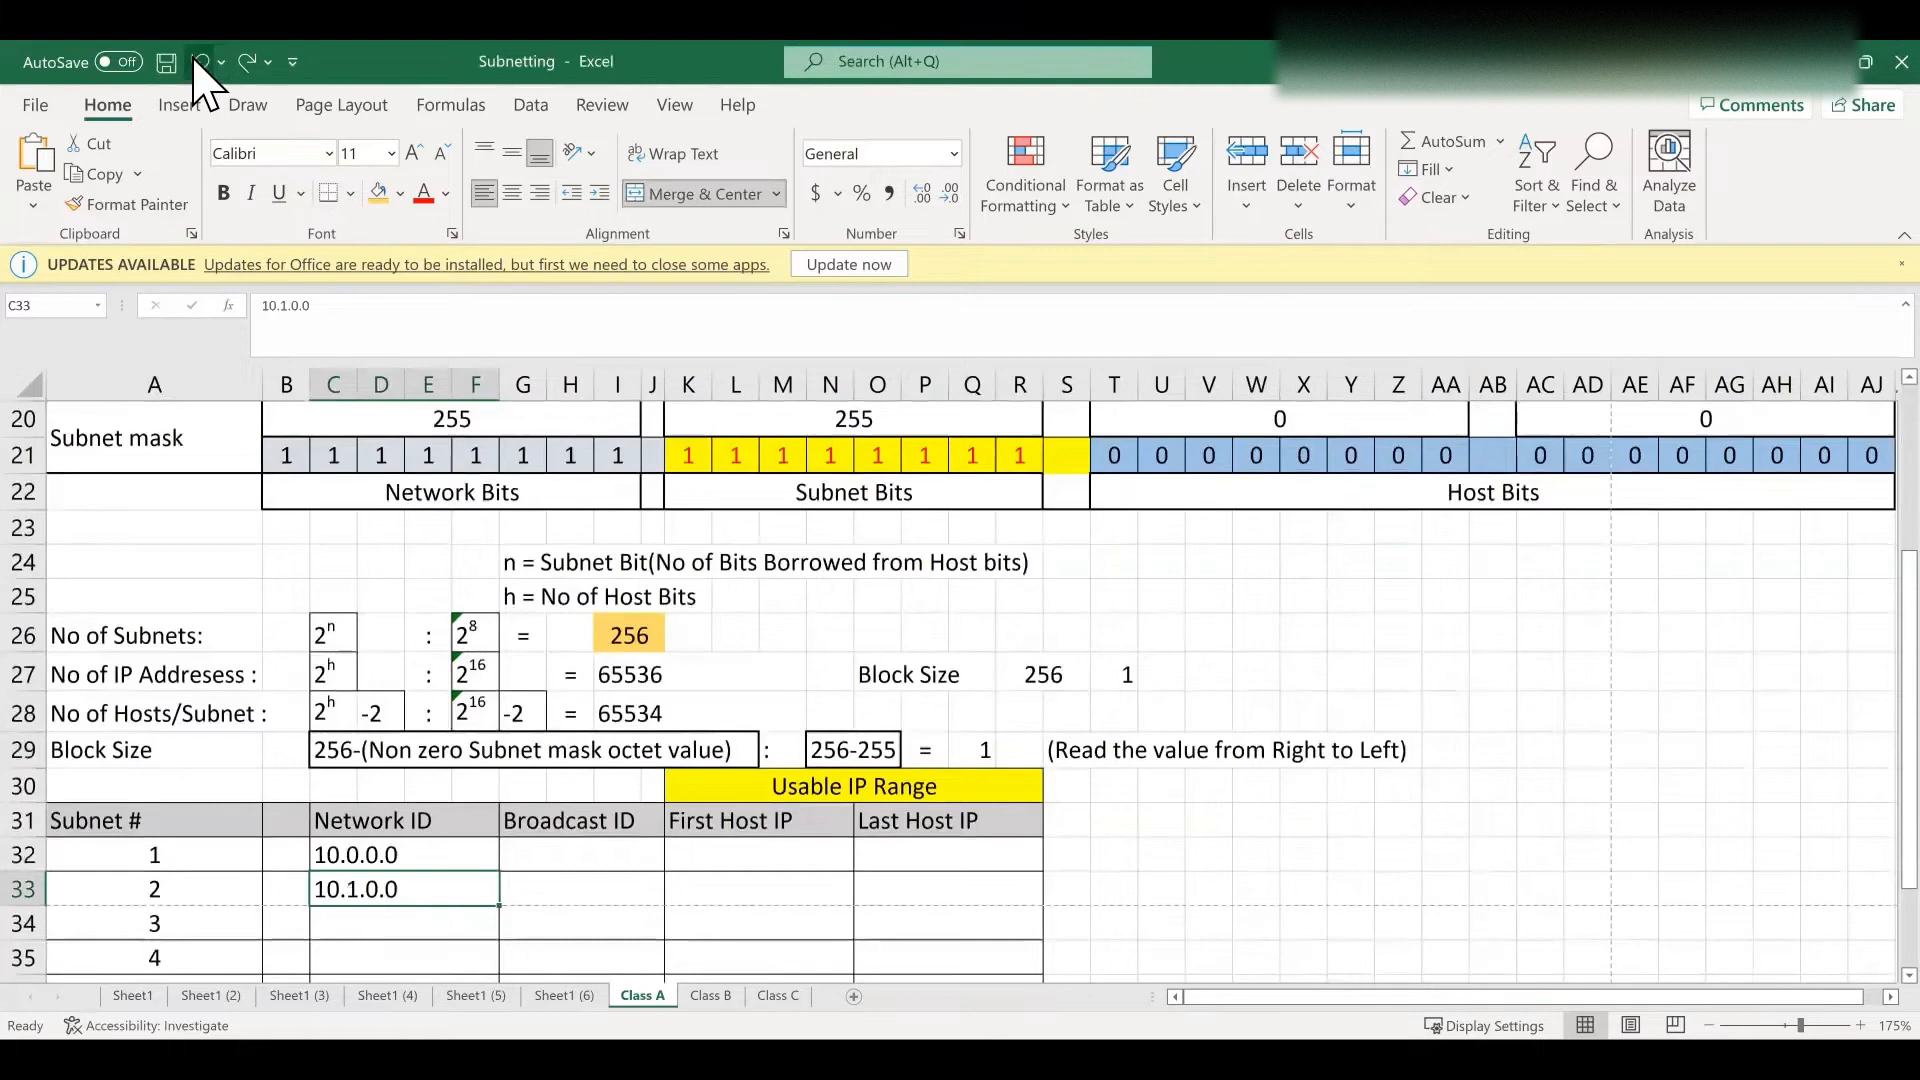 AutoSave Off Subnetting - Excel Search (Alt+Q)
File Home Insert Draw Page Layout Formulas Data Review View Help Comments Share
Paste Cut Copy Format Painter Clipboard
Calibri 11 B I U A Font
Wrap Text Merge & Center Alignment
General $ % Number
Conditional Formatting Format as Table Cell Styles Styles
Insert Delete Format Cells
AutoSum Fill Clear Sort & Filter Find & Select Editing
Analyze Data Analysis
UPDATES AVAILABLE Updates for Office are ready to be installed, but first we need to close some apps. Update now
C33 fx 10.1.0.0
A B C D E F G H I J K L M N O P Q R S T U V W X Y Z AA AB AC AD AE AF AG AH AI AJ
20 Subnet mask 255 255 0 0
21 1 1 1 1 1 1 1 1 1 1 1 1 1 1 1 1 0 0 0 0 0 0 0 0 0 0 0 0 0 0 0 0
22 Network Bits Subnet Bits Host Bits
23
24 n = Subnet Bit(No of Bits Borrowed from Host bits)
25 h = No of Host Bits
26 No of Subnets: 2ⁿ : 2⁸ = 256
27 No of IP Addresess : 2ʰ : 2¹⁶ = 65536 Block Size 256 1
28 No of Hosts/Subnet : 2ʰ -2 : 2¹⁶ -2 = 65534
29 Block Size 256-(Non zero Subnet mask octet value) : 256-255 = 1 (Read the value from Right to Left)
30 Usable IP Range
31 Subnet # Network ID Broadcast ID First Host IP Last Host IP
32 1 10.0.0.0
33 2 10.1.0.0
34 3
35 4
Sheet1 Sheet1 (2) Sheet1 (3) Sheet1 (4) Sheet1 (5) Sheet1 (6) Class A Class B Class C
Ready Accessibility: Investigate Display Settings 175%